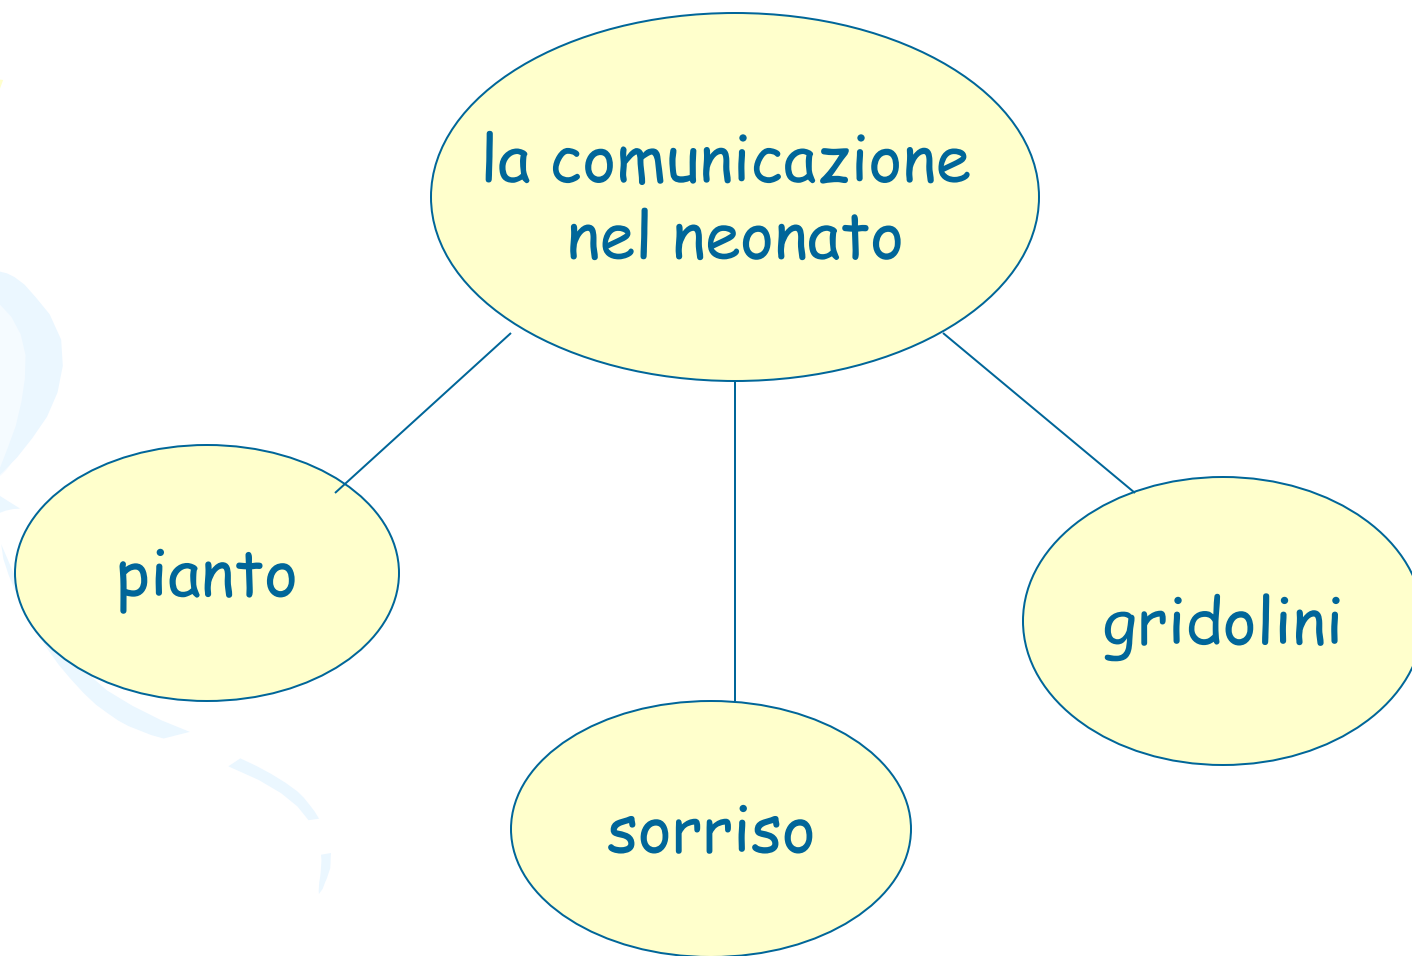 la comunicazione
nel neonato
pianto
gridolini
sorriso